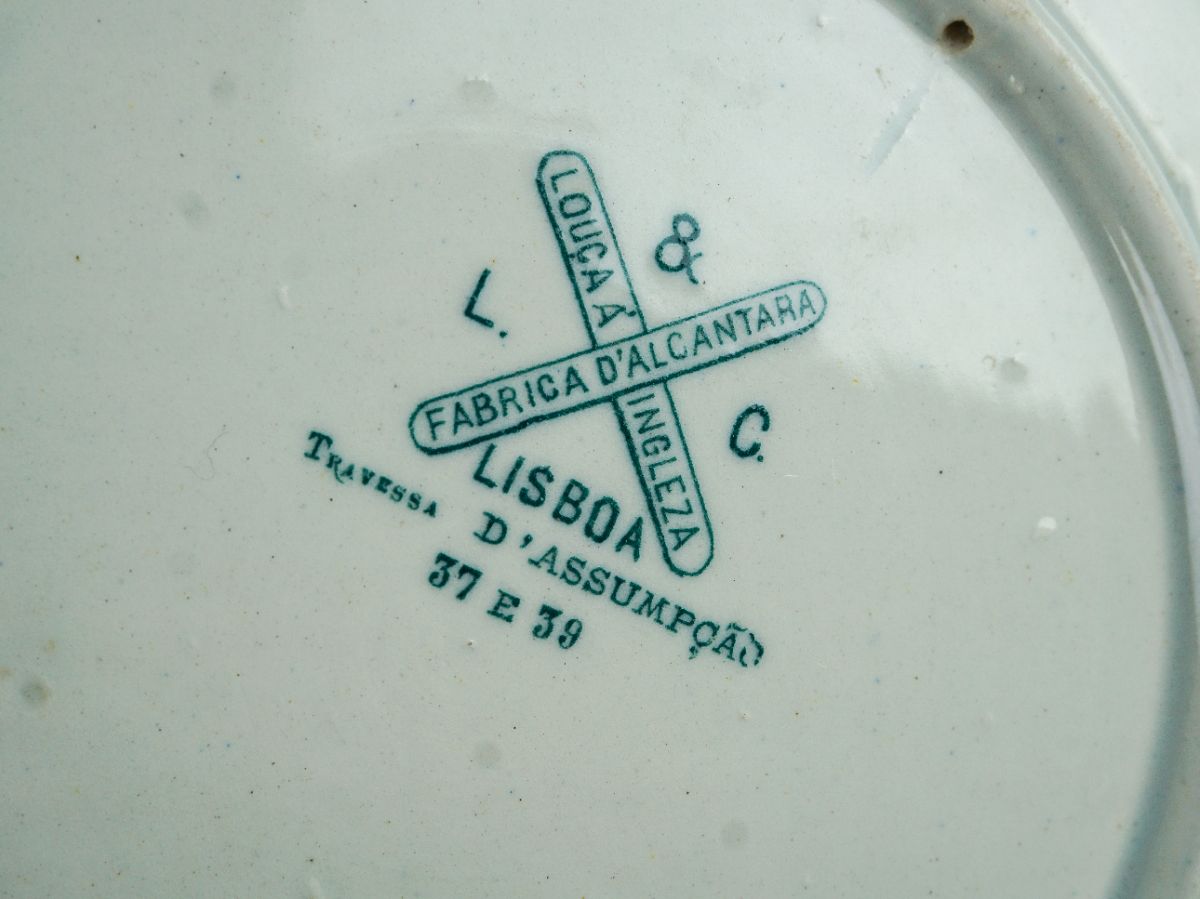 L. & C.
LOUÇA Á INGLEZA
FABRICA D'ALCANTARA
LISBOA
TRAVESSA D'ASSUMPÇÃO
37 E 39